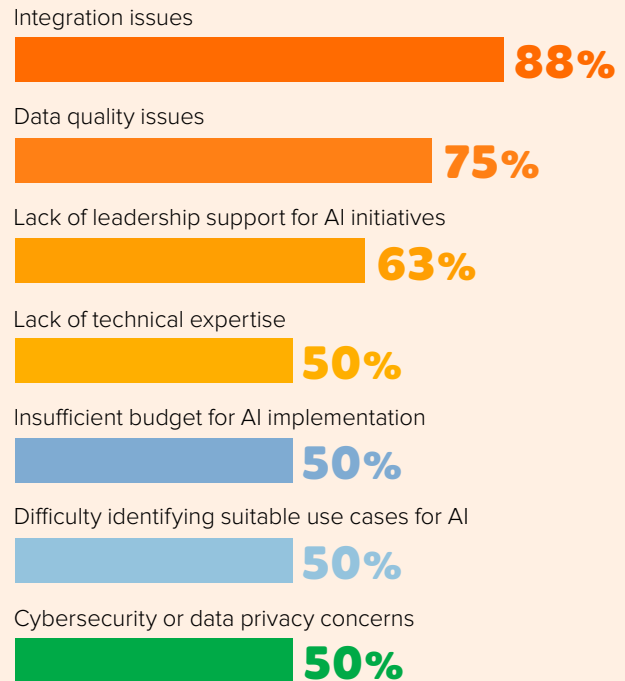 Integration issues
88%
Data quality issues
75%
Lack of leadership support for AI initiatives
63%
Lack of technical expertise
50%
Insufficient budget for AI implementation
50%
Difficulty identifying suitable use cases for AI
50%
Cybersecurity or data privacy concerns
50%